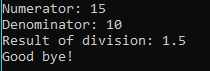 Numerator: 15
Denominator: 10
Result of division: 1.5
Good bye!